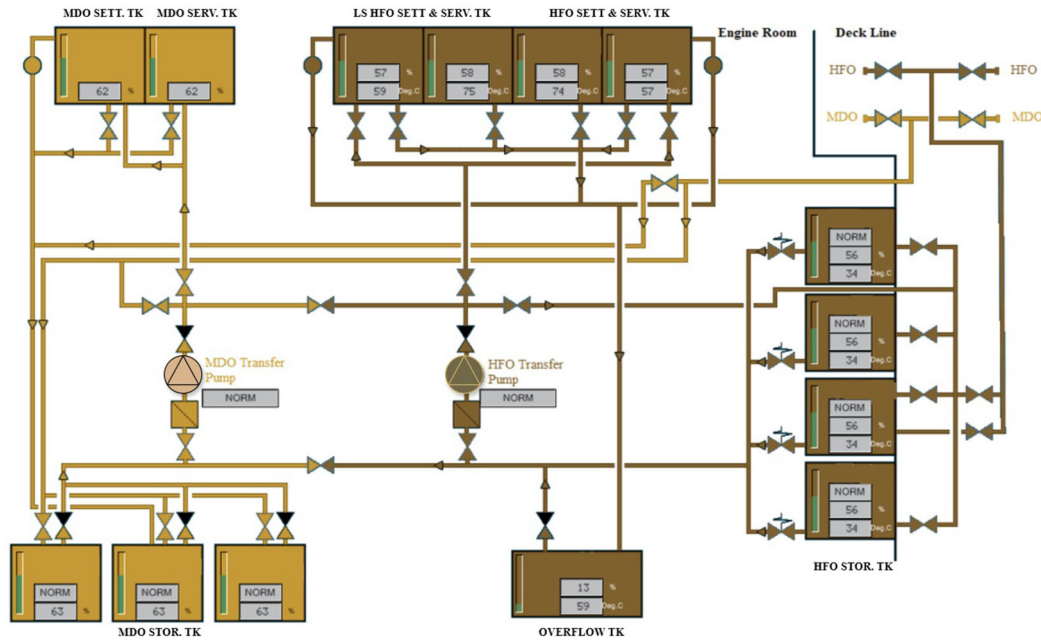 MDO SETT. TK
MDO SERV. TK
LS HFO SETT & SERV. TK
HFO SETT & SERV. TK
Engine Room
Deck Line
62 %
62 %
57 %
59 Deg.C
58 %
75 Deg.C
58 %
74 Deg.C
57 %
57 Deg.C
HFO
HFO
MDO
MDO
NORM
56 %
34 Deg.C
NORM
56 %
34 Deg.C
MDO Transfer
Pump
NORM
HFO Transfer
Pump
NORM
NORM
56 %
34 Deg.C
NORM
56 %
34 Deg.C
HFO STOR. TK
NORM
63 %
NORM
63 %
NORM
63 %
MDO STOR. TK
13 %
59 Deg.C
OVERFLOW TK